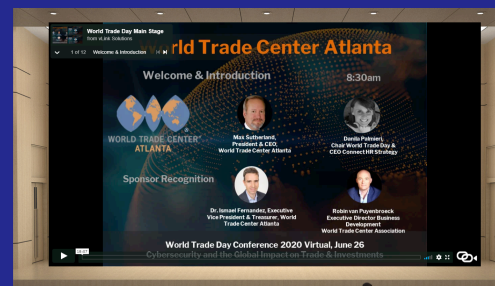 World Trade Day Main Stage
from vLink Solutions
1 of 12 Welcome & Introduction
rld Trade Center Atlanta
Welcome & Introduction
8:30am
WORLD TRADE CENTER®
ATLANTA
Max Sutherland,
President & CEO,
World Trade Center Atlanta
Danila Palmieri,
Chair World Trade Day &
CEO Connect HR Strategy
Sponsor Recognition
Dr. Ismael Fernandez, Executive
Vice President & Treasurer, World
Trade Center Atlanta
Robin van Puyenbroeck
Executive Director Business
Development
World Trade Center Association
World Trade Day Conference 2020 Virtual, June 26
Cybersecurity and the Global Impact on Trade & Investments